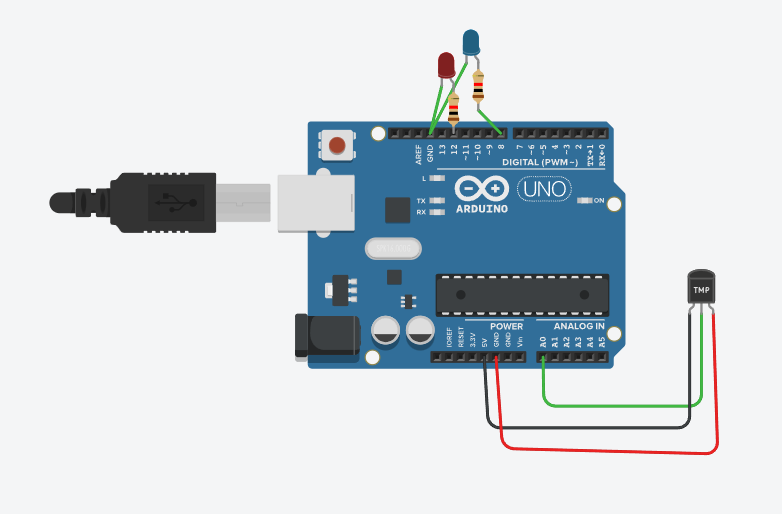 AREF
GND
13
12
~11
~10
~9
8
7
~6
~5
4
~3
2
TX→1
RX←0
DIGITAL (PWM~)
L
TX
RX
ARDUINO
UNO
ON
TMP
POWER
ANALOG IN
IOREF
RESET
3.3V
5V
GND
GND
Vin
A0
A1
A2
A3
A4
A5